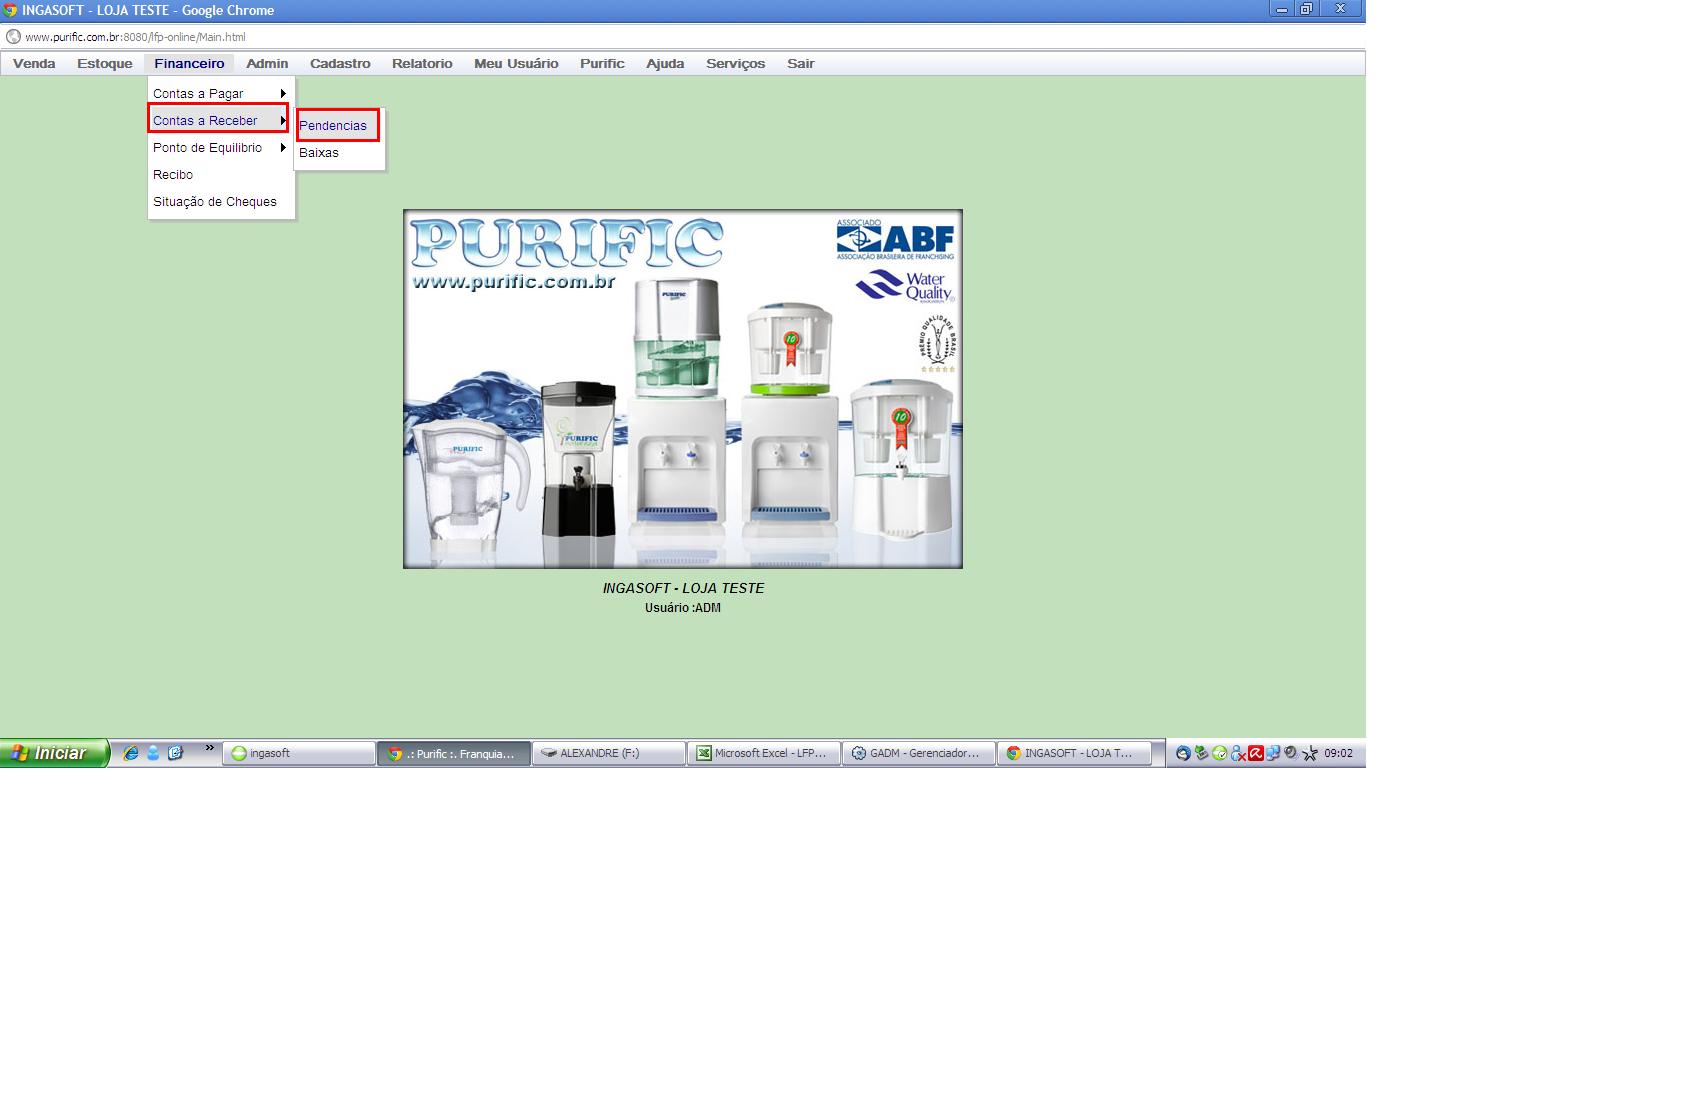 INGASOFT - LOJA TESTE - Google Chrome
www.purific.com.br:8080/lfp-online/Main.html
Venda Estoque Financeiro Admin Cadastro Relatorio Meu Usuário Purific Ajuda Serviços Sair
Contas a Pagar
Contas a Receber
Pendencias
Ponto de Equilibrio
Baixas
Recibo
Situação de Cheques
PURIFIC
www.purific.com.br
ASSOCIADO
ABF
ASSOCIAÇÃO BRASILEIRA DE FRANCHISING
Water
Quality
PRÊMIO QUALIDADE BRASIL
PURIFIC
10
10
PURIFIC
PURIFIC
INGASOFT - LOJA TESTE
Usuário :ADM
Iniciar
ingasoft
.: Purific :. Franquia...
ALEXANDRE (F:)
Microsoft Excel - LFP...
GADM - Gerenciador...
INGASOFT - LOJA T...
09:02